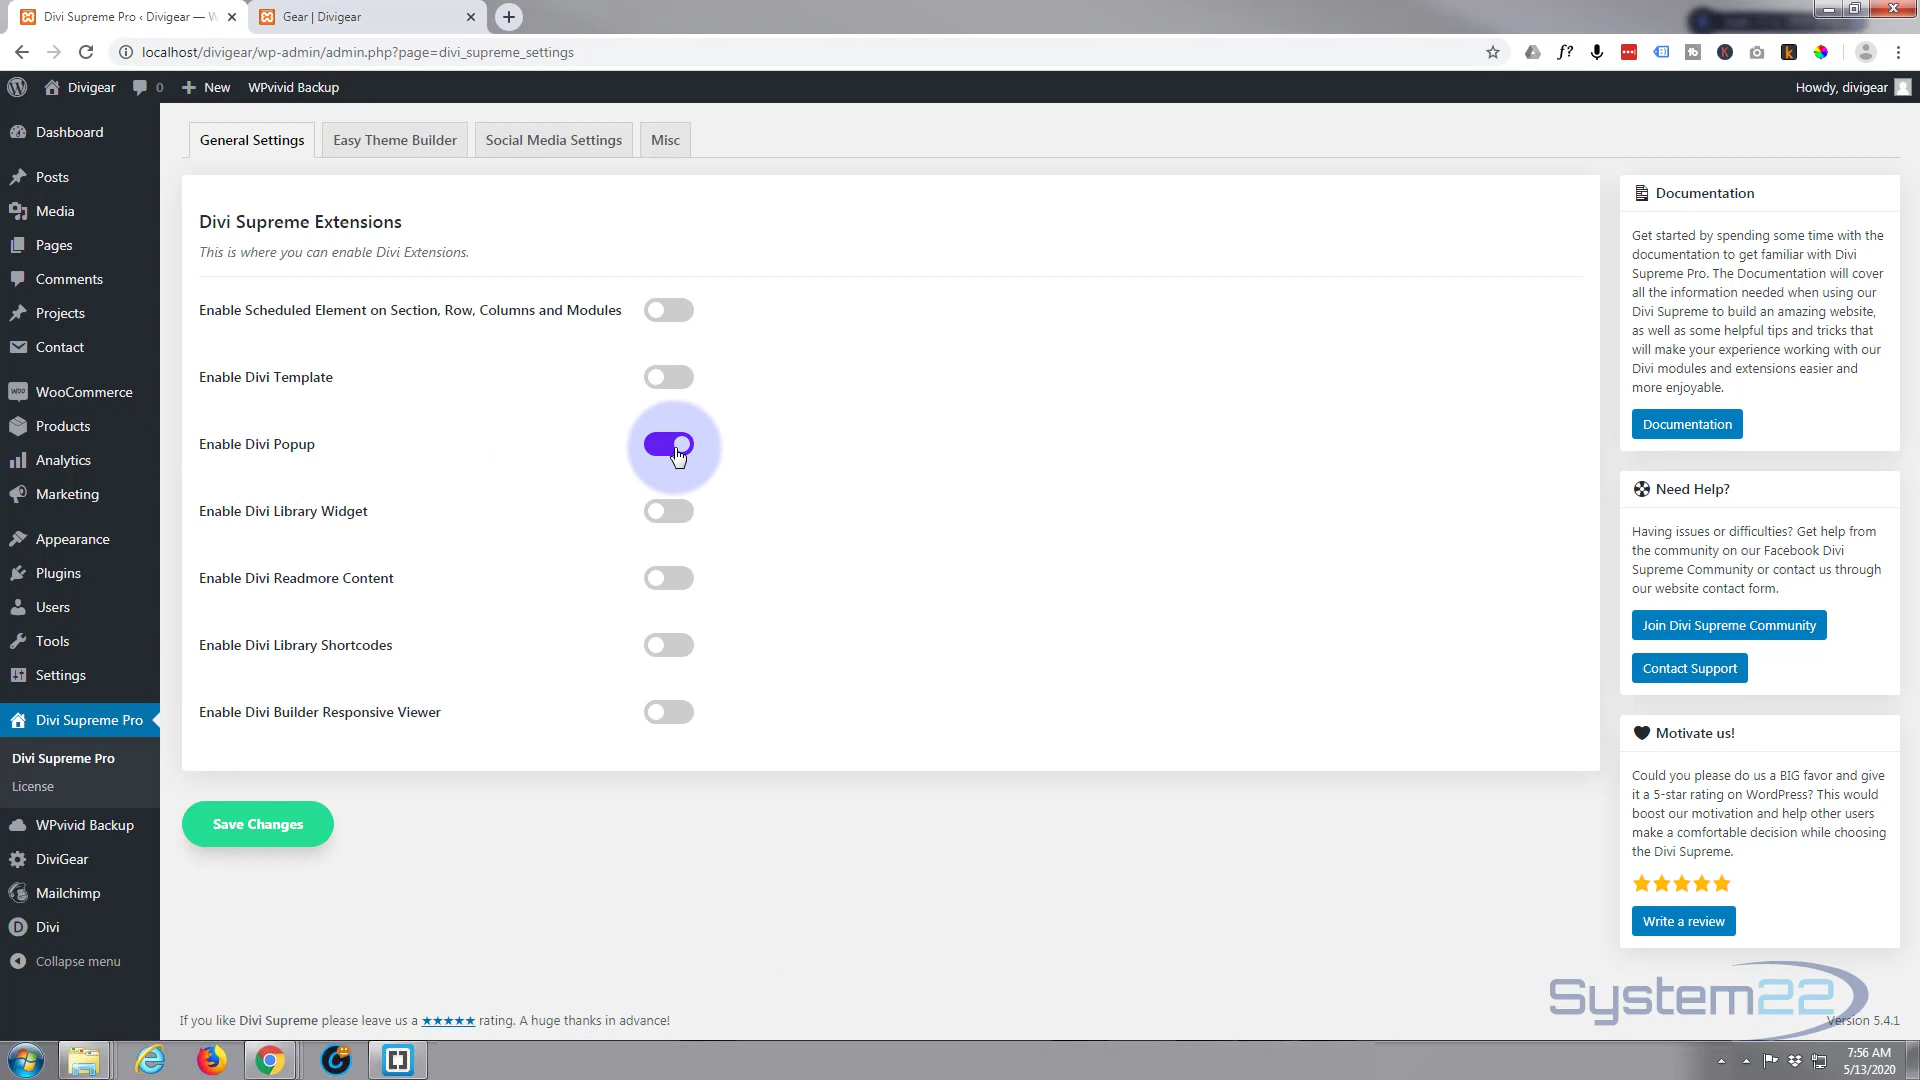 Divi Supreme Pro ‹ Divigear — W
Gear | Divigear
localhost/divigear/wp-admin/admin.php?page=divi_supreme_settings
Divigear
0
New
WPvivid Backup
Howdy, divigear
Dashboard
Posts
Media
Pages
Comments
Projects
Contact
WooCommerce
Products
Analytics
Marketing
Appearance
Plugins
Users
Tools
Settings
Divi Supreme Pro
Divi Supreme Pro
License
WPvivid Backup
DiviGear
Mailchimp
Divi
Collapse menu
General Settings
Easy Theme Builder
Social Media Settings
Misc
Divi Supreme Extensions
This is where you can enable Divi Extensions.
Enable Scheduled Element on Section, Row, Columns and Modules
Enable Divi Template
Enable Divi Popup
Enable Divi Library Widget
Enable Divi Readmore Content
Enable Divi Library Shortcodes
Enable Divi Builder Responsive Viewer
Save Changes
Documentation
Get started by spending some time with the
documentation to get familiar with Divi
Supreme Pro. The Documentation will cover
all the information needed when using our
Divi Supreme to build an amazing website,
as well as some helpful tips and tricks that
will make your experience working with our
Divi modules and extensions easier and
more enjoyable.
Documentation
Need Help?
Having issues or difficulties? Get help from
the community on our Facebook Divi
Supreme Community or contact us through
our website contact form.
Join Divi Supreme Community
Contact Support
Motivate us!
Could you please do us a BIG favor and give
it a 5-star rating on WordPress? This would
boost our motivation and help other users
make a comfortable decision while choosing
the Divi Supreme.
Write a review
If you like Divi Supreme please leave us a ★★★★★ rating. A huge thanks in advance!
System22
Version 5.4.1
7:56 AM
5/13/2020